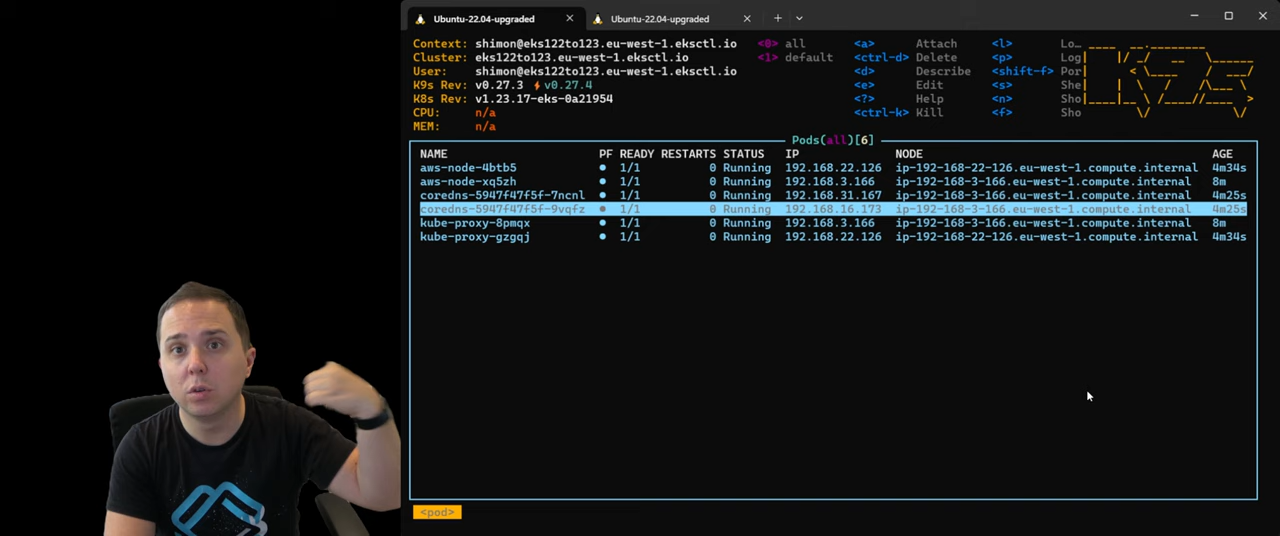 Ubuntu-22.04-upgraded × Ubuntu-22.04-upgraded × +
Context: shimon@eks122to123.eu-west-1.eksctl.io <0> all <a> Attach <l> Lo…
Cluster: eks122to123.eu-west-1.eksctl.io <1> default <ctrl-d> Delete <p> Log
User: shimon@eks122to123.eu-west-1.eksctl.io <d> Describe <shift-f> Por
K9s Rev: v0.27.3 ⚡v0.27.4 <e> Edit <s> She
K8s Rev: v1.23.13-eks-0a21954 <?> Help <n> Sho
CPU: n/a <ctrl-k> Kill <f> Sho
MEM: n/a
Pods(all)[6]
NAME PF READY RESTARTS STATUS IP NODE AGE
aws-node-4btb5 ● 1/1 0 Running 192.168.22.126 ip-192-168-22-126.eu-west-1.compute.internal 4m34s
aws-node-xq5zh ● 1/1 0 Running 192.168.3.166 ip-192-168-3-166.eu-west-1.compute.internal 8m
coredns-5947f47f5f-7ncnl ● 1/1 0 Running 192.168.31.167 ip-192-168-3-166.eu-west-1.compute.internal 4m25s
coredns-5947f47f5f-9vqfz ● 1/1 0 Running 192.168.16.173 ip-192-168-3-166.eu-west-1.compute.internal 4m25s
kube-proxy-8pmqx ● 1/1 0 Running 192.168.3.166 ip-192-168-3-166.eu-west-1.compute.internal 8m
kube-proxy-gzgqj ● 1/1 0 Running 192.168.22.126 ip-192-168-22-126.eu-west-1.compute.internal 4m34s
<pod>